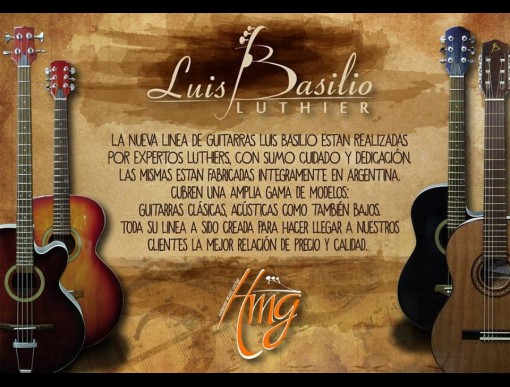 Luis Basilio
LUTHIER
LA NUEVA LINEA DE GUITARRAS LUIS BASILIO ESTAN REALIZADAS
POR EXPERTOS LUTHIERS, CON SUMO CUIDADO Y DEDICACIÓN.
LAS MISMAS ESTAN FABRICADAS INTEGRAMENTE EN ARGENTINA.
CUBREN UNA AMPLIA GAMA DE MODELOS:
GUITARRAS CLÁSICAS, ACÚSTICAS COMO TAMBIÉN BAJOS.
TODA SU LINEA A SIDO CREADA PARA HACER LLEGAR A NUESTROS
CLIENTES LA MEJOR RELACIÓN DE PRECIO Y CALIDAD.
Hmg